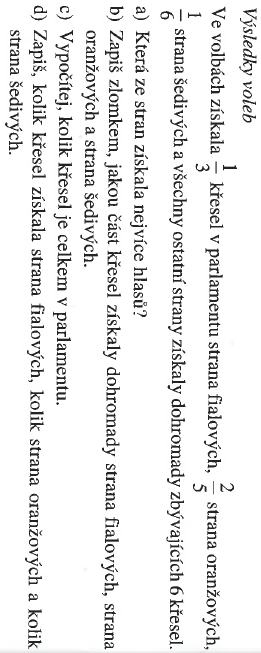 Výsledky voleb
Ve volbách získala 1/3 křesel v parlamentu strana fialových, 2/5 strana oranžových,
1/6 strana šedivých a všechny ostatní strany získaly dohromady zbývajících 6 křesel.
a) Která ze stran získala nejvíce hlasů?
b) Zapiš zlomkem, jakou část křesel získaly dohromady strana fialových, strana
oranžových a strana šedivých.
c) Vypočítej, kolik křesel je celkem v parlamentu.
d) Zapiš, kolik křesel získala strana fialových, kolik strana oranžových a kolik
strana šedivých.